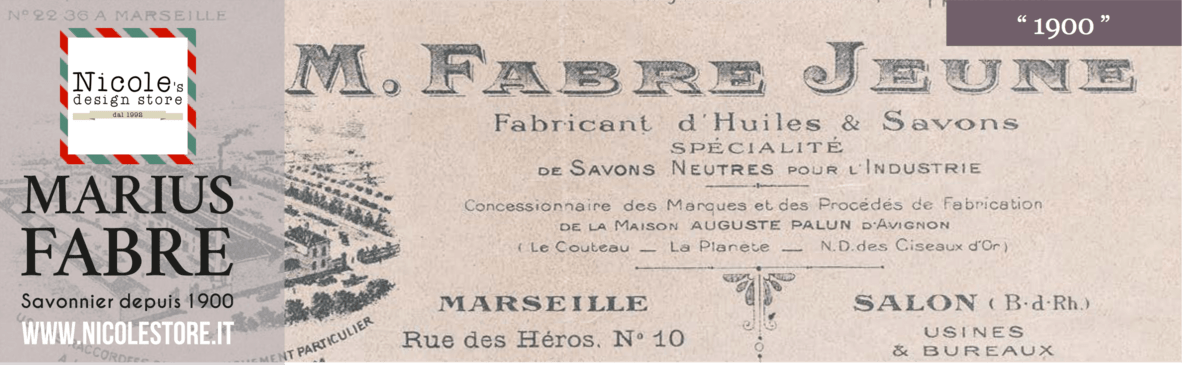 Nº 22 36 A MARSEILLE
Nicole's
design store
dal 1998
MARIUS
FABRE
Savonnier depuis 1900
WWW.NICOLESTORE.IT
“ 1900 ”
M. FABRE JEUNE
Fabricant d'Huiles & Savons
SPÉCIALITÉ
DE SAVONS NEUTRES POUR L'INDUSTRIE
Concessionnaire des Marques et des Procédés de Fabrication
DE LA MAISON AUGUSTE PALUN D'AVIGNON
( Le Couteau _ La Planète _ N.D.des Ciseaux d'Or)
MARSEILLE
Rue des Héros. Nº 10
SALON ( B·d·Rh.)
USINES
& BUREAUX
PARTICULIER